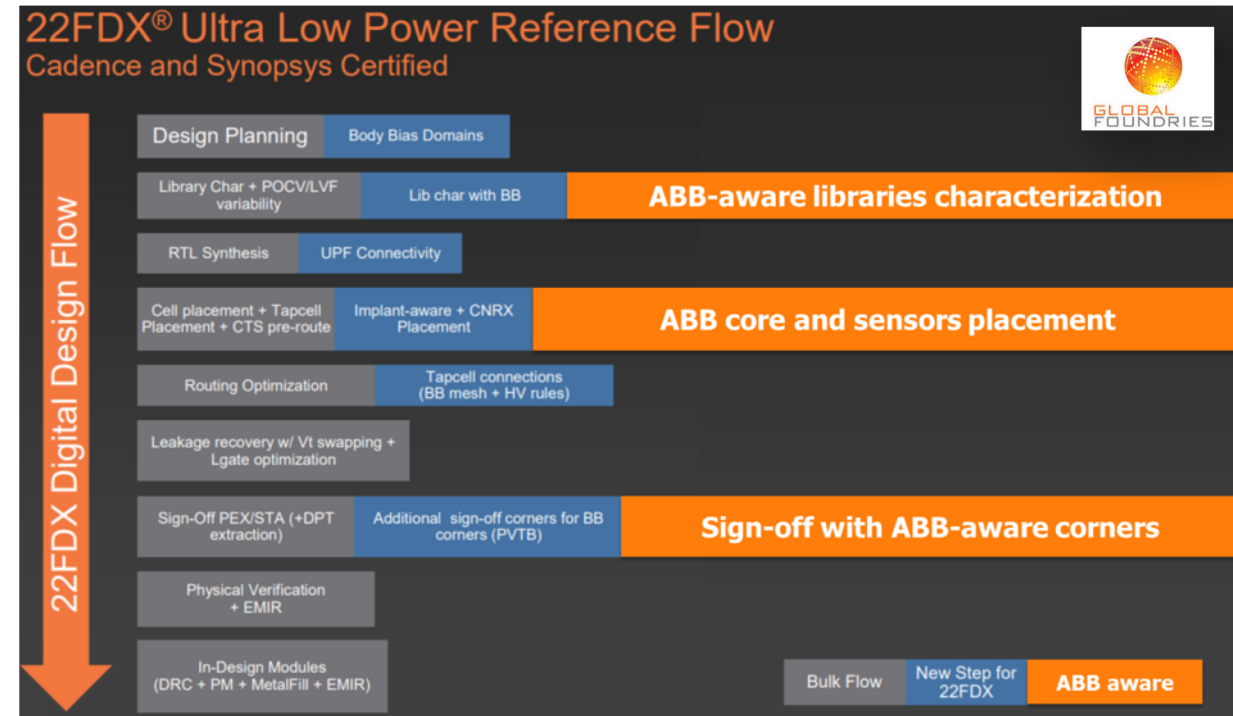 22FDX® Ultra Low Power Reference Flow
Cadence and Synopsys Certified
GLOBAL
FOUNDRIES
22FDX Digital Design Flow
Design Planning
Body Bias Domains
Library Char + POCV/LVF
variability
Lib char with BB
ABB-aware libraries characterization
RTL Synthesis
UPF Connectivity
Cell placement + Tapcell
Placement + CTS pre-route
Implant-aware + CNRX
Placement
ABB core and sensors placement
Routing Optimization
Tapcell connections
(BB mesh + HV rules)
Leakage recovery w/ Vt swapping +
Lgate optimization
Sign-Off PEX/STA (+DPT
extraction)
Additional sign-off corners for BB
corners (PVTB)
Sign-off with ABB-aware corners
Physical Verification
+ EMIR
In-Design Modules
(DRC + PM + MetalFill + EMIR)
Bulk Flow
New Step for
22FDX
ABB aware